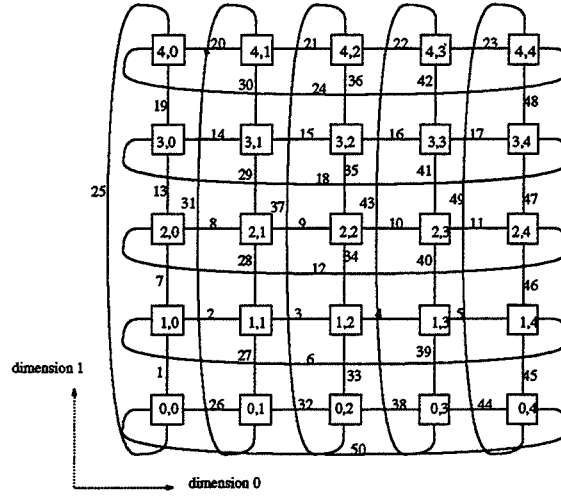 4,0 20 4,1 21 4,2 22 4,3 23 4,4
30 24 36 42
19 48
3,0 14 3,1 15 3,2 16 3,3 17 3,4
29 18 35 41
25 13 31 37 43 49 47
2,0 8 2,1 9 2,2 10 2,3 11 2,4
28 12 34 40
7 46
1,0 2 1,1 3 1,2 4 1,3 5 1,4
27 6 39
dimension 1 1 33 45
0,0 26 0,1 32 0,2 38 0,3 44 0,4
50
dimension 0